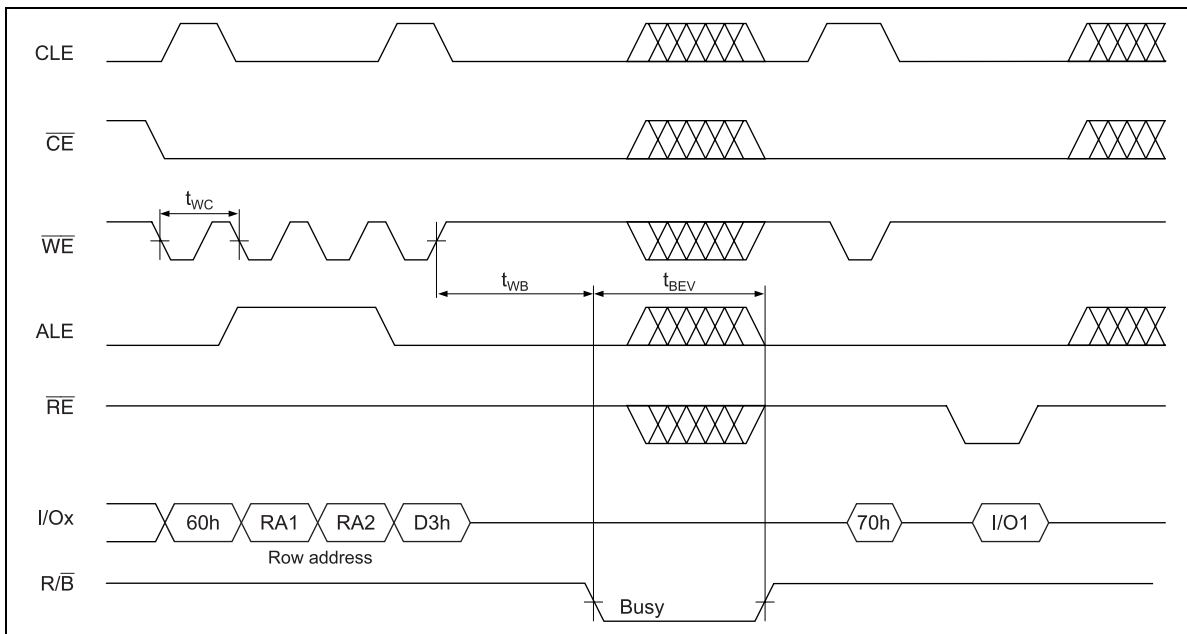 CLE
CE
tWC
WE
tWB tBEV
ALE
RE
I/Ox 60h RA1 RA2 D3h 70h I/O1
Row address
R/B Busy